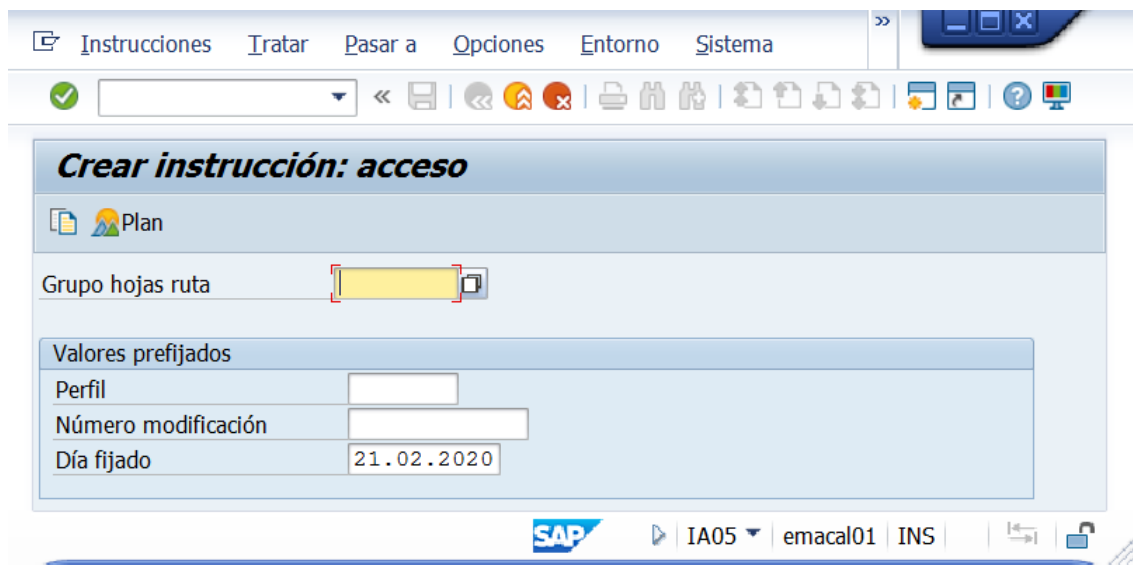 Instrucciones Tratar Pasar a Opciones Entorno Sistema »
«
Crear instrucción: acceso
Plan
Grupo hojas ruta
Valores prefijados
Perfil
Número modificación
Día fijado 21.02.2020
SAP IA05 emacal01 INS